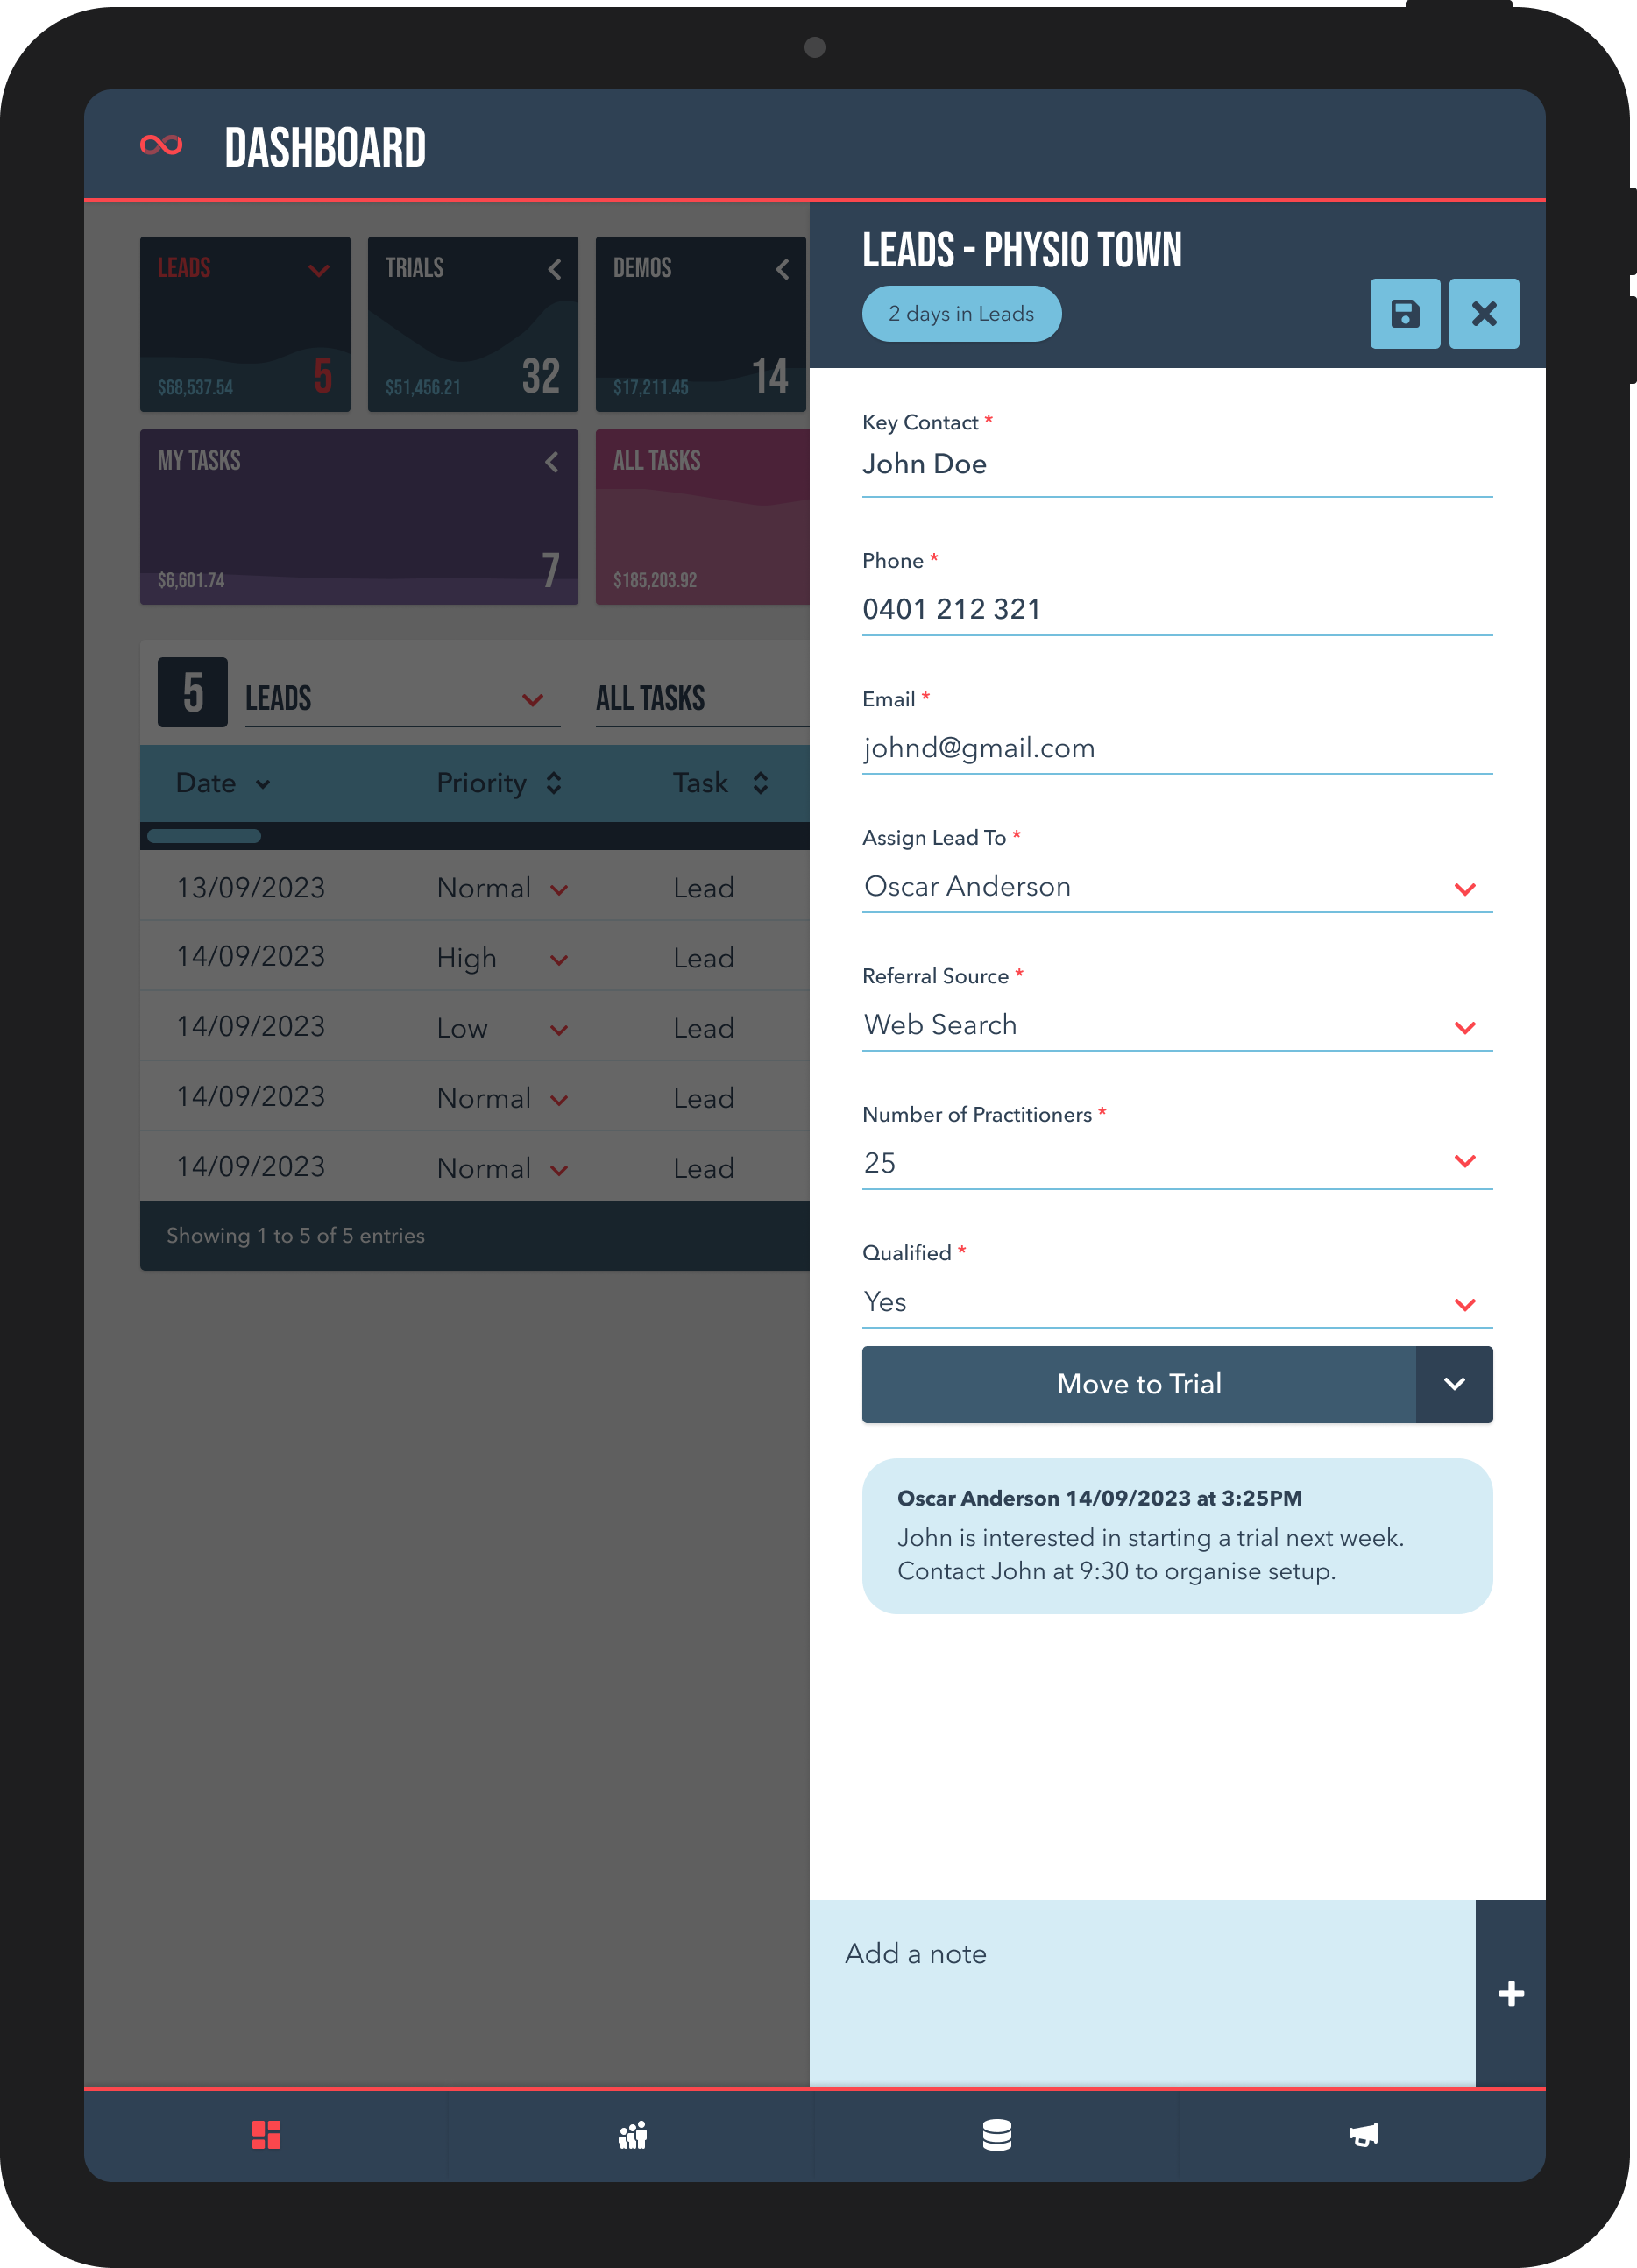 DASHBOARD
LEADS
5
$68,537.54
TRIALS
32
$51,456.21
DEMOS
14
$17,211.45
MY TASKS
7
$6,601.74
ALL TASKS
$185,203.92
5
LEADS
ALL TASKS
Date Priority Task
13/09/2023 Normal Lead
14/09/2023 High Lead
14/09/2023 Low Lead
14/09/2023 Normal Lead
14/09/2023 Normal Lead
Showing 1 to 5 of 5 entries
LEADS - PHYSIO TOWN
2 days in Leads
Key Contact *
John Doe
Phone *
0401 212 321
Email *
johnd@gmail.com
Assign Lead To *
Oscar Anderson
Referral Source *
Web Search
Number of Practitioners *
25
Qualified *
Yes
Move to Trial
Oscar Anderson 14/09/2023 at 3:25PM
John is interested in starting a trial next week.
Contact John at 9:30 to organise setup.
Add a note